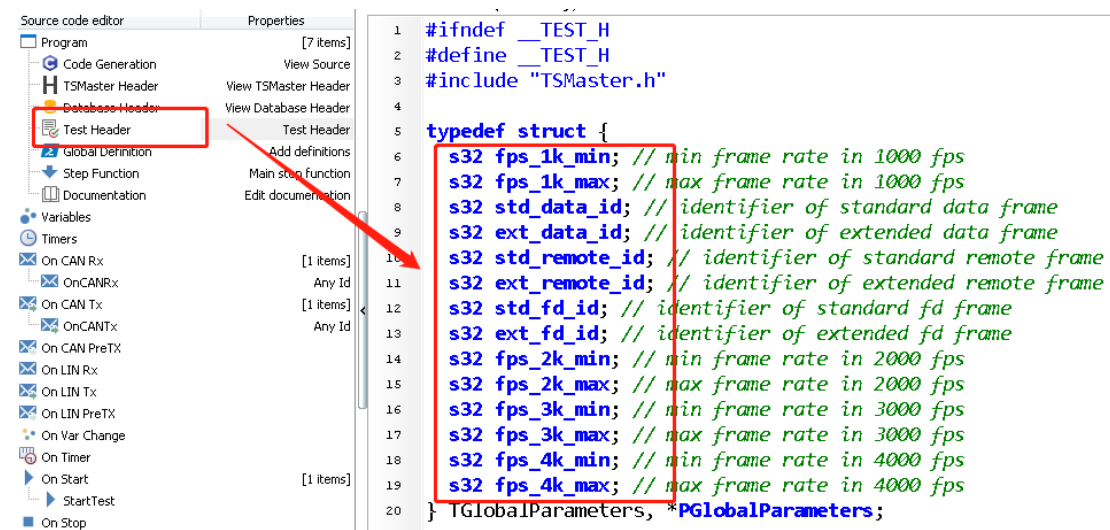 Source code editor Properties
Program [7 items]
Code Generation View Source
TSMaster Header View TSMaster Header
Database Header View Database Header
Test Header Test Header
Global Definition Add definitions
Step Function Main step function
Documentation Edit documentation
Variables
Timers
On CAN Rx [1 items]
OnCANRx Any Id
On CAN Tx [1 items]
OnCANTx Any Id
On CAN PreTX
On LIN Rx
On LIN Tx
On LIN PreTX
On Var Change
On Timer
On Start [1 items]
StartTest
On Stop
1 #ifndef __TEST_H
2 #define __TEST_H
3 #include "TSMaster.h"
4
5 typedef struct {
6 s32 fps_1k_min; // min frame rate in 1000 fps
7 s32 fps_1k_max; // max frame rate in 1000 fps
8 s32 std_data_id; // identifier of standard data frame
9 s32 ext_data_id; // identifier of extended data frame
10 s32 std_remote_id; // identifier of standard remote frame
11 s32 ext_remote_id; // identifier of extended remote frame
12 s32 std_fd_id; // identifier of standard fd frame
13 s32 ext_fd_id; // identifier of extended fd frame
14 s32 fps_2k_min; // min frame rate in 2000 fps
15 s32 fps_2k_max; // max frame rate in 2000 fps
16 s32 fps_3k_min; // min frame rate in 3000 fps
17 s32 fps_3k_max; // max frame rate in 3000 fps
18 s32 fps_4k_min; // min frame rate in 4000 fps
19 s32 fps_4k_max; // max frame rate in 4000 fps
20 } TGlobalParameters, *PGlobalParameters;